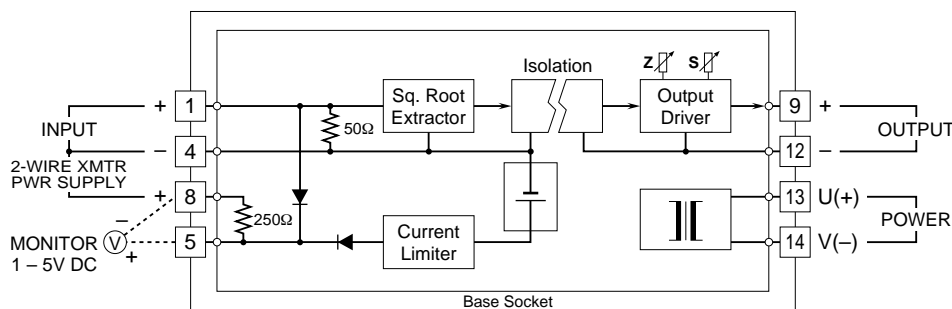 Isolation
Z S
+ 1 Sq. Root Extractor Output Driver 9 +
INPUT 50Ω OUTPUT
− 4 12 −
2-WIRE XMTR
PWR SUPPLY
+ 8 13 U(+)
250Ω POWER
−
MONITOR V 5 Current Limiter 14 V(–)
+
1 – 5V DC
Base Socket